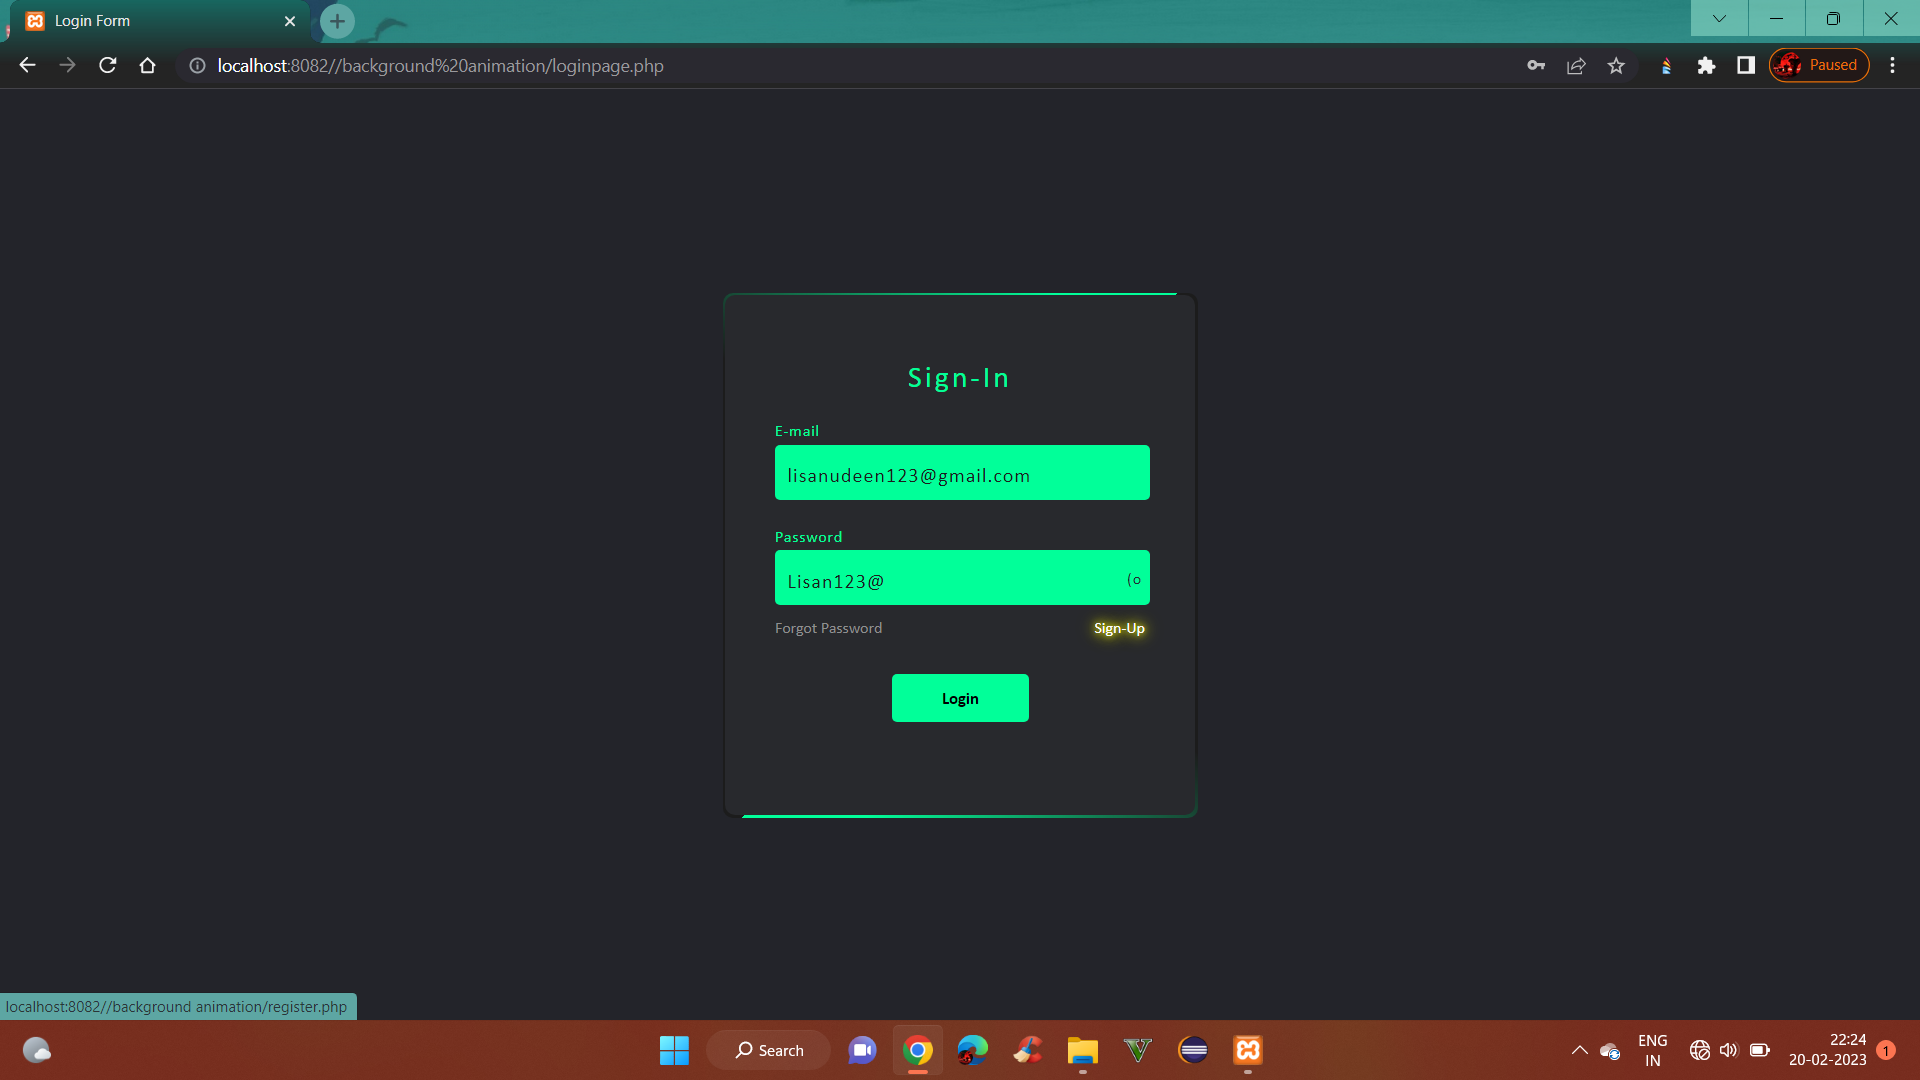 Login Form
localhost:8082//background%20animation/loginpage.php
Paused
Sign-In
E-mail
lisanudeen123@gmail.com
Password
Lisan123@ (o
Forgot Password Sign-Up
Login
localhost:8082//background animation/register.php
Search
ENG
IN
22:24
20-02-2023
1